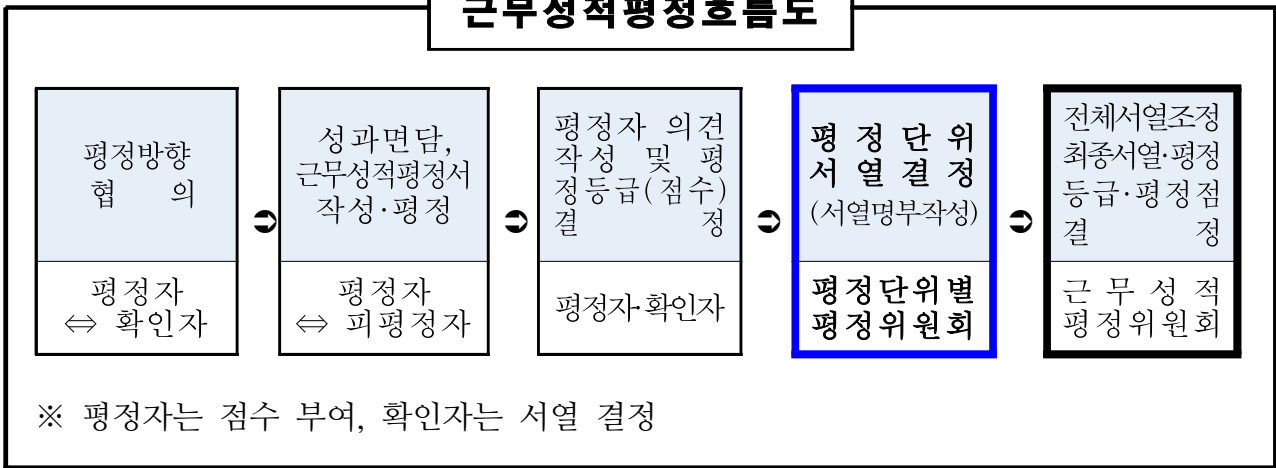 근무성적평정흐름도
평정방향
협 의
평정자
⇔ 확인자
➲
성과면담,
근무성적평정서
작성·평정
평정자
⇔ 피평정자
➲
평정자 의견
작성 및 평
정등급(점수)
결 정
평정자·확인자
➲
평 정 단 위
서 열 결 정
(서열명부작성)
평정단위별
평정위원회
➲
전체서열조정
최종서열·평정
등급·평정점
결 정
근 무 성 적
평정위원회
※ 평정자는 점수 부여, 확인자는 서열 결정